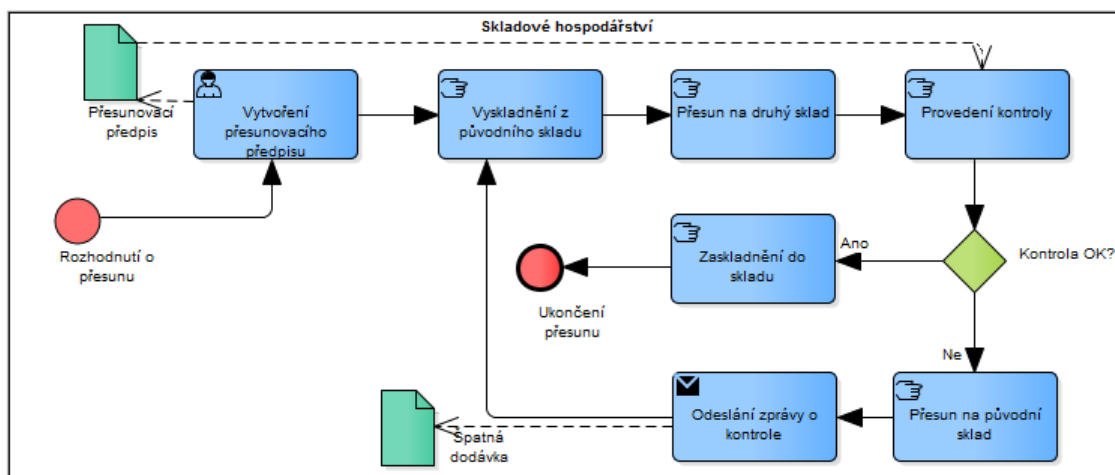 Skladové hospodářství
Přesunovací
předpis
Vytvoření
přesunovacího
předpisu
Vyskladnění z
původního skladu
Přesun na druhý sklad
Provedení kontroly
Rozhodnutí o
přesunu
Ukončení
přesunu
Zaskladnění do
skladu
Ano
Kontrola OK?
Ne
Spatná
dodávka
Odeslání zprávy o
kontrole
Přesun na původní
sklad